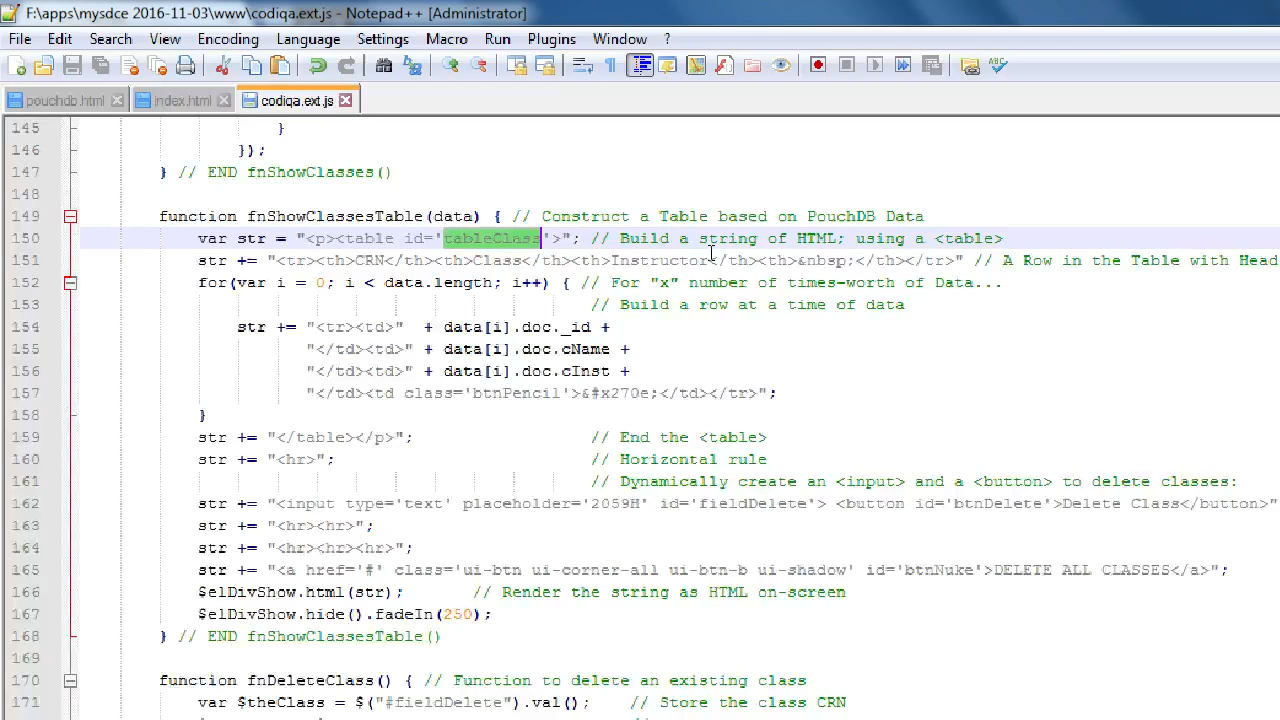 F:\apps\mysdce 2016-11-03\www\codiqa.ext.js - Notepad++ [Administrator]
File Edit Search View Encoding Language Settings Macro Run Plugins Window ?
pouchdb.html index.html codiqa.ext.js
145 }
146 });
147 } // END fnShowClasses()
148
149 function fnShowClassesTable(data) { // Construct a Table based on PouchDB Data
150 var str = "<p><table id='tableClass'>"; // Build a string of HTML; using a <table>
151 str += "<tr><th>CRN</th><th>Class</th><th>Instructor</th><th>&nbsp;</th></tr>" // A Row in the Table with Head
152 for(var i = 0; i < data.length; i++) { // For "x" number of times-worth of Data...
153 // Build a row at a time of data
154 str += "<tr><td>" + data[i].doc._id +
155 "</td><td>" + data[i].doc.cName +
156 "</td><td>" + data[i].doc.cInst +
157 "</td><td class='btnPencil'>&#x270e;</td></tr>";
158 }
159 str += "</table></p>"; // End the <table>
160 str += "<hr>"; // Horizontal rule
161 // Dynamically create an <input> and a <button> to delete classes:
162 str += "<input type='text' placeholder='2059H' id='fieldDelete'> <button id='btnDelete'>Delete Class</button>"
163 str += "<hr><hr>";
164 str += "<hr><hr><hr>";
165 str += "<a href='#' class='ui-btn ui-corner-all ui-btn-b ui-shadow' id='btnNuke'>DELETE ALL CLASSES</a>";
166 $elDivShow.html(str); // Render the string as HTML on-screen
167 $elDivShow.hide().fadeIn(250);
168 } // END fnShowClassesTable()
169
170 function fnDeleteClass() { // Function to delete an existing class
171 var $theClass = $("#fieldDelete").val(); // Store the class CRN